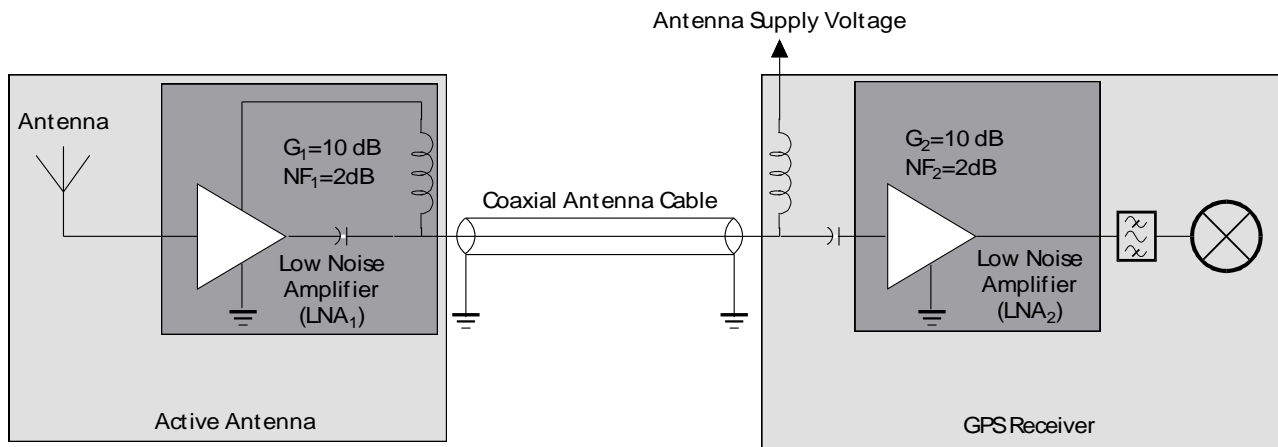 Antenna Supply Voltage
Antenna
G₁=10 dB
NF₁=2dB
Low Noise
Amplifier
(LNA₁)
Active Antenna
Coaxial Antenna Cable
G₂=10 dB
NF₂=2dB
Low Noise
Amplifier
(LNA₂)
GPS Receiver